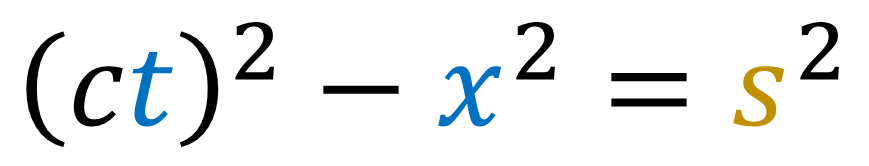 (ct)² − x² = s²